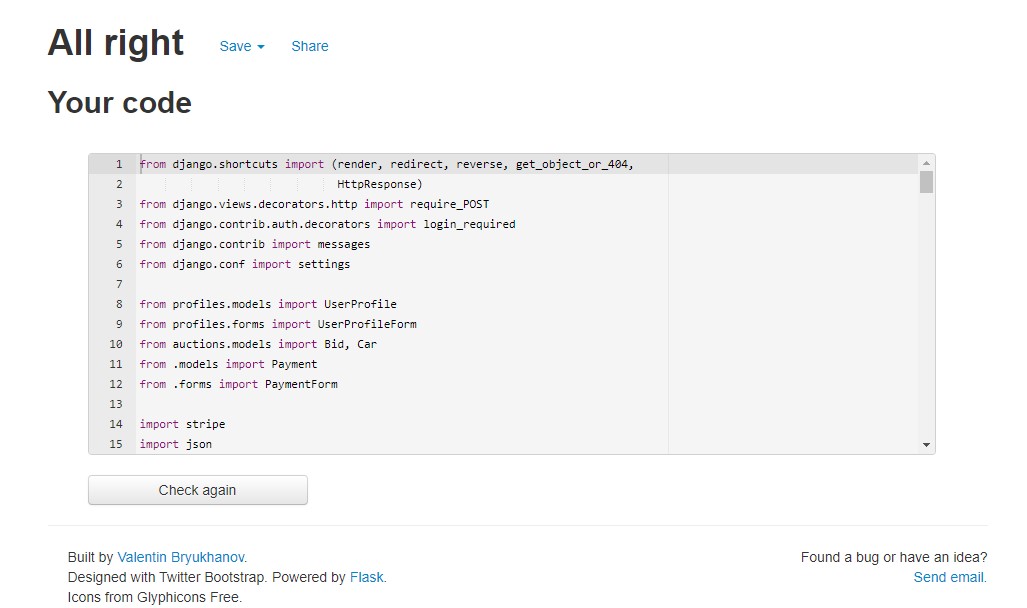 All right Save Share
Your code
1 from django.shortcuts import (render, redirect, reverse, get_object_or_404,
2 HttpResponse)
3 from django.views.decorators.http import require_POST
4 from django.contrib.auth.decorators import login_required
5 from django.contrib import messages
6 from django.conf import settings
7
8 from profiles.models import UserProfile
9 from profiles.forms import UserProfileForm
10 from auctions.models import Bid, Car
11 from .models import Payment
12 from .forms import PaymentForm
13
14 import stripe
15 import json
Check again
Built by Valentin Bryukhanov.
Designed with Twitter Bootstrap. Powered by Flask.
Icons from Glyphicons Free.
Found a bug or have an idea?
Send email.